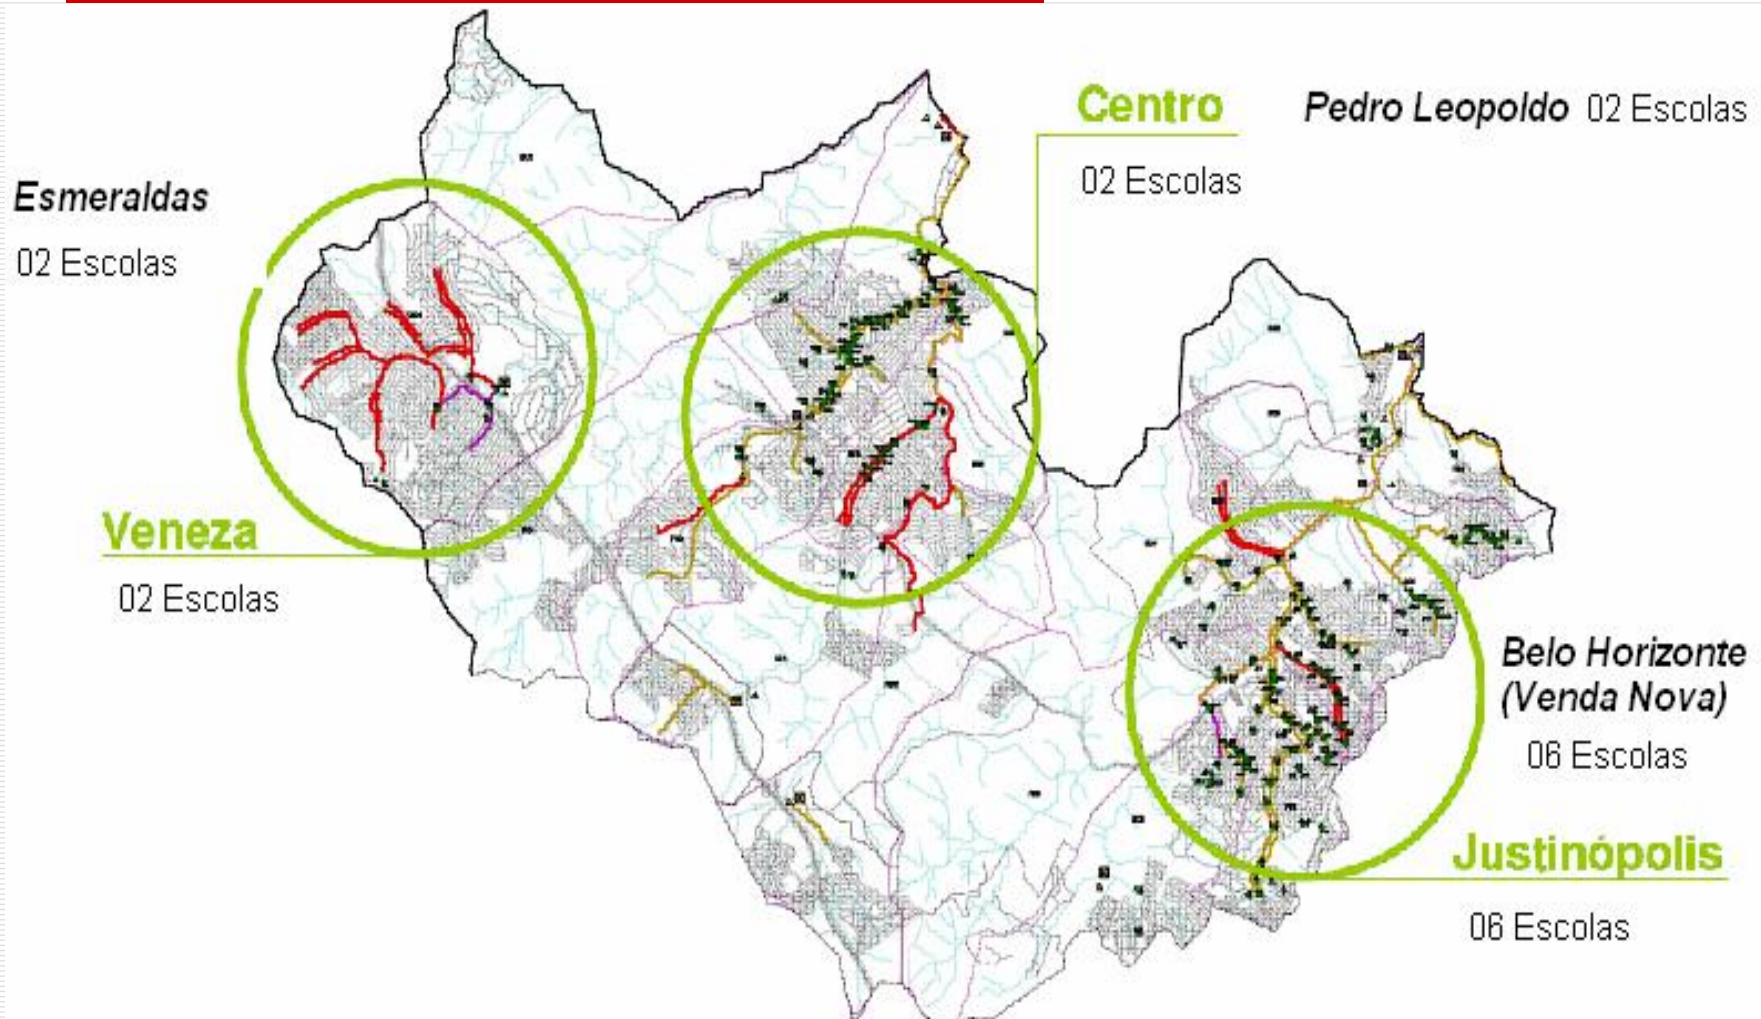 Centro
Pedro Leopoldo 02 Escolas
02 Escolas
Esmeraldas
02 Escolas
Veneza
02 Escolas
Belo Horizonte
(Venda Nova)
06 Escolas
Justinópolis
06 Escolas